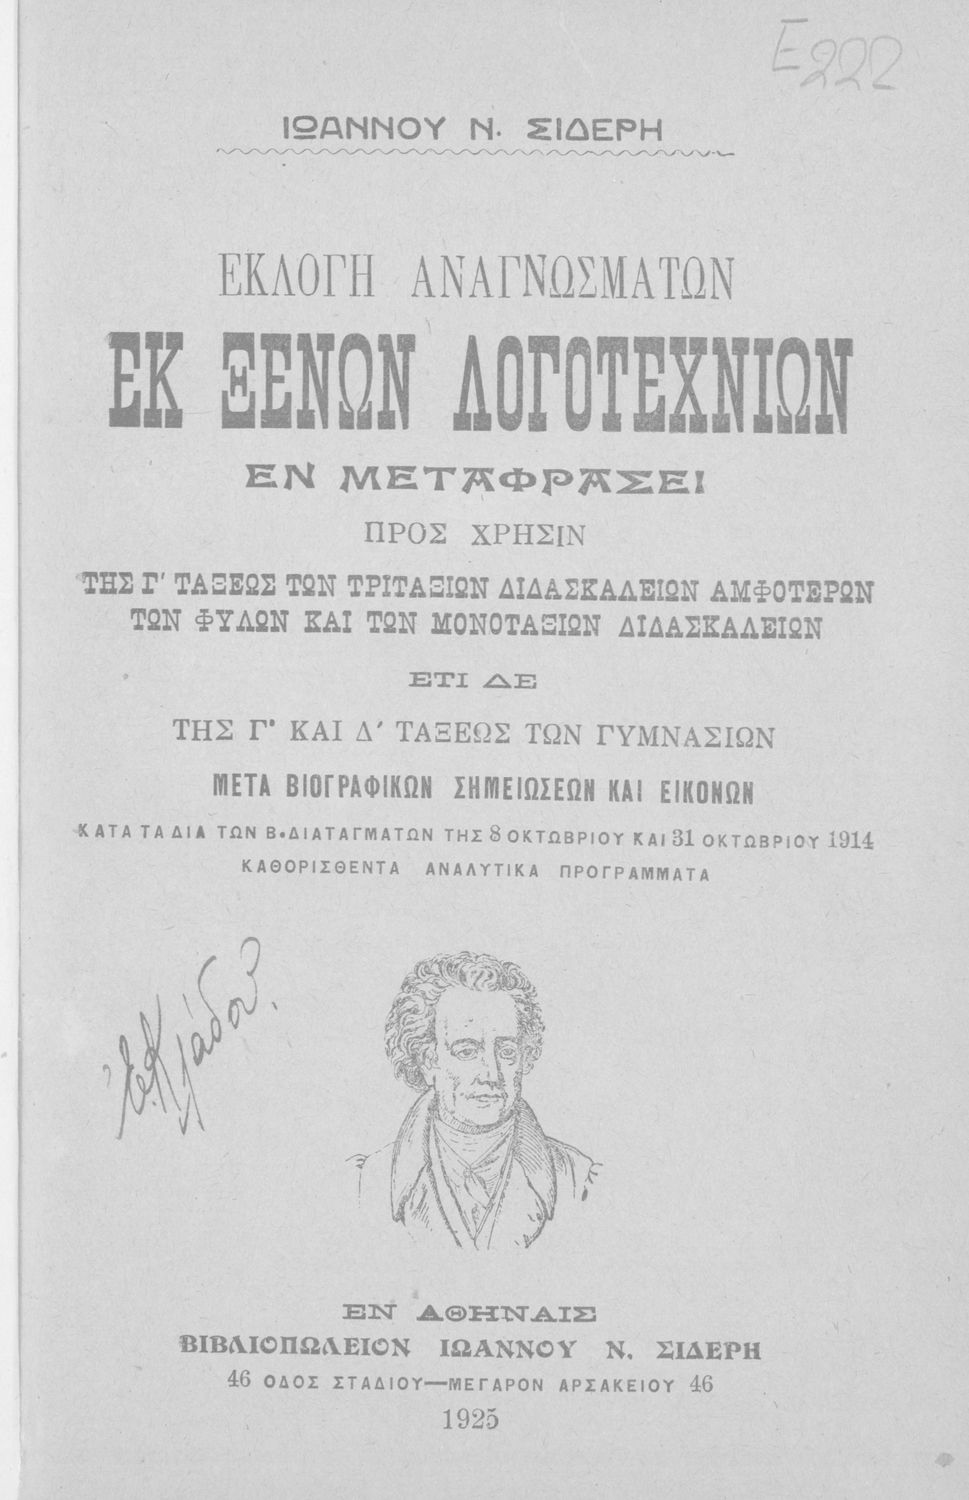 E222
ΙΩΑΝΝΟΥ Ν. ΣΙΔΕΡΗ
ΕΚΛΟΓΗ ΑΝΑΓΝΩΣΜΑΤΩΝ
ΕΚ ΞΕΝΩΝ ΛΟΓΟΤΕΧΝΙΩΝ
ΕΝ ΜΕΤΑΦΡΑΣΕΙ
ΠΡΟΣ ΧΡΗΣΙΝ
ΤΗΣ Γ' ΤΑΞΕΩΣ ΤΩΝ ΤΡΙΤΑΞΙΩΝ ΔΙΔΑΣΚΑΛΕΙΩΝ ΑΜΦΟΤΕΡΩΝ
ΤΩΝ ΦΥΛΩΝ ΚΑΙ ΤΩΝ ΜΟΝΟΤΑΞΙΩΝ ΔΙΔΑΣΚΑΛΕΙΩΝ
ΕΤΙ ΔΕ
ΤΗΣ Γ' ΚΑΙ Δ' ΤΑΞΕΩΣ ΤΩΝ ΓΥΜΝΑΣΙΩΝ
ΜΕΤΑ ΒΙΟΓΡΑΦΙΚΩΝ ΣΗΜΕΙΩΣΕΩΝ ΚΑΙ ΕΙΚΟΝΩΝ
ΚΑΤΑ ΤΑ ΔΙΑ ΤΩΝ Β. ΔΙΑΤΑΓΜΑΤΩΝ ΤΗΣ 8 ΟΚΤΩΒΡΙΟΥ ΚΑΙ 31 ΟΚΤΩΒΡΙΟΥ 1914
ΚΑΘΟΡΙΣΘΕΝΤΑ ΑΝΑΛΥΤΙΚΑ ΠΡΟΓΡΑΜΜΑΤΑ
ΕΝ ΑΘΗΝΑΙΣ
ΒΙΒΛΙΟΠΩΛΕΙΟΝ ΙΩΑΝΝΟΥ Ν. ΣΙΔΕΡΗ
46 ΟΔΟΣ ΣΤΑΔΙΟΥ—ΜΕΓΑΡΟΝ ΑΡΣΑΚΕΙΟΥ 46
1925